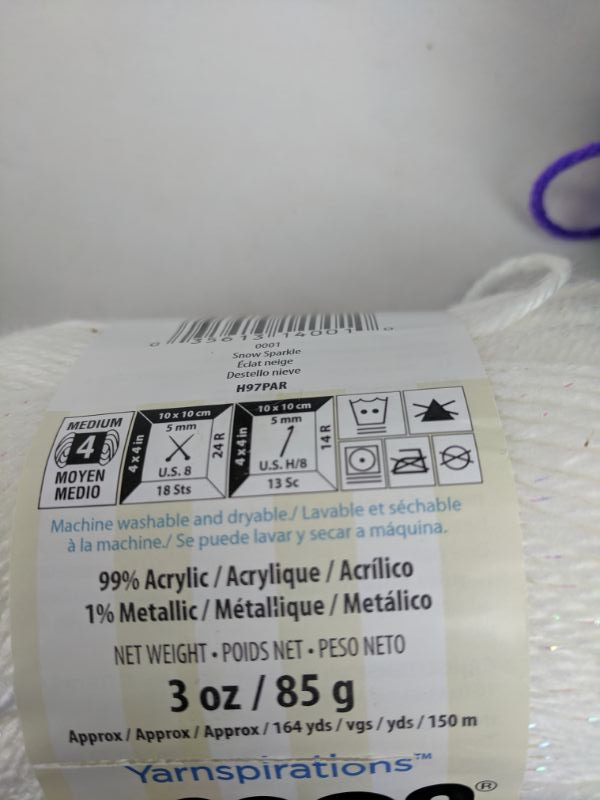 0 35613 14001 0
0001
Snow Sparkle
Éclat neige
Destello nieve
H97PAR
MEDIUM
4
MOYEN
MEDIO
10 x 10 cm
4 x 4 in
5 mm
U.S. 8
24 R
18 Sts
10 x 10 cm
4 x 4 in
5 mm
U.S. H/8
14 R
13 Sc
Machine washable and dryable./ Lavable et séchable
à la machine./ Se puede lavar y secar a máquina.
99% Acrylic / Acrylique / Acrílico
1% Metallic / Métallique / Metálico
NET WEIGHT • POIDS NET • PESO NETO
3 oz / 85 g
Approx / Approx / Approx / 164 yds / vgs / yds / 150 m
Yarnspirations™